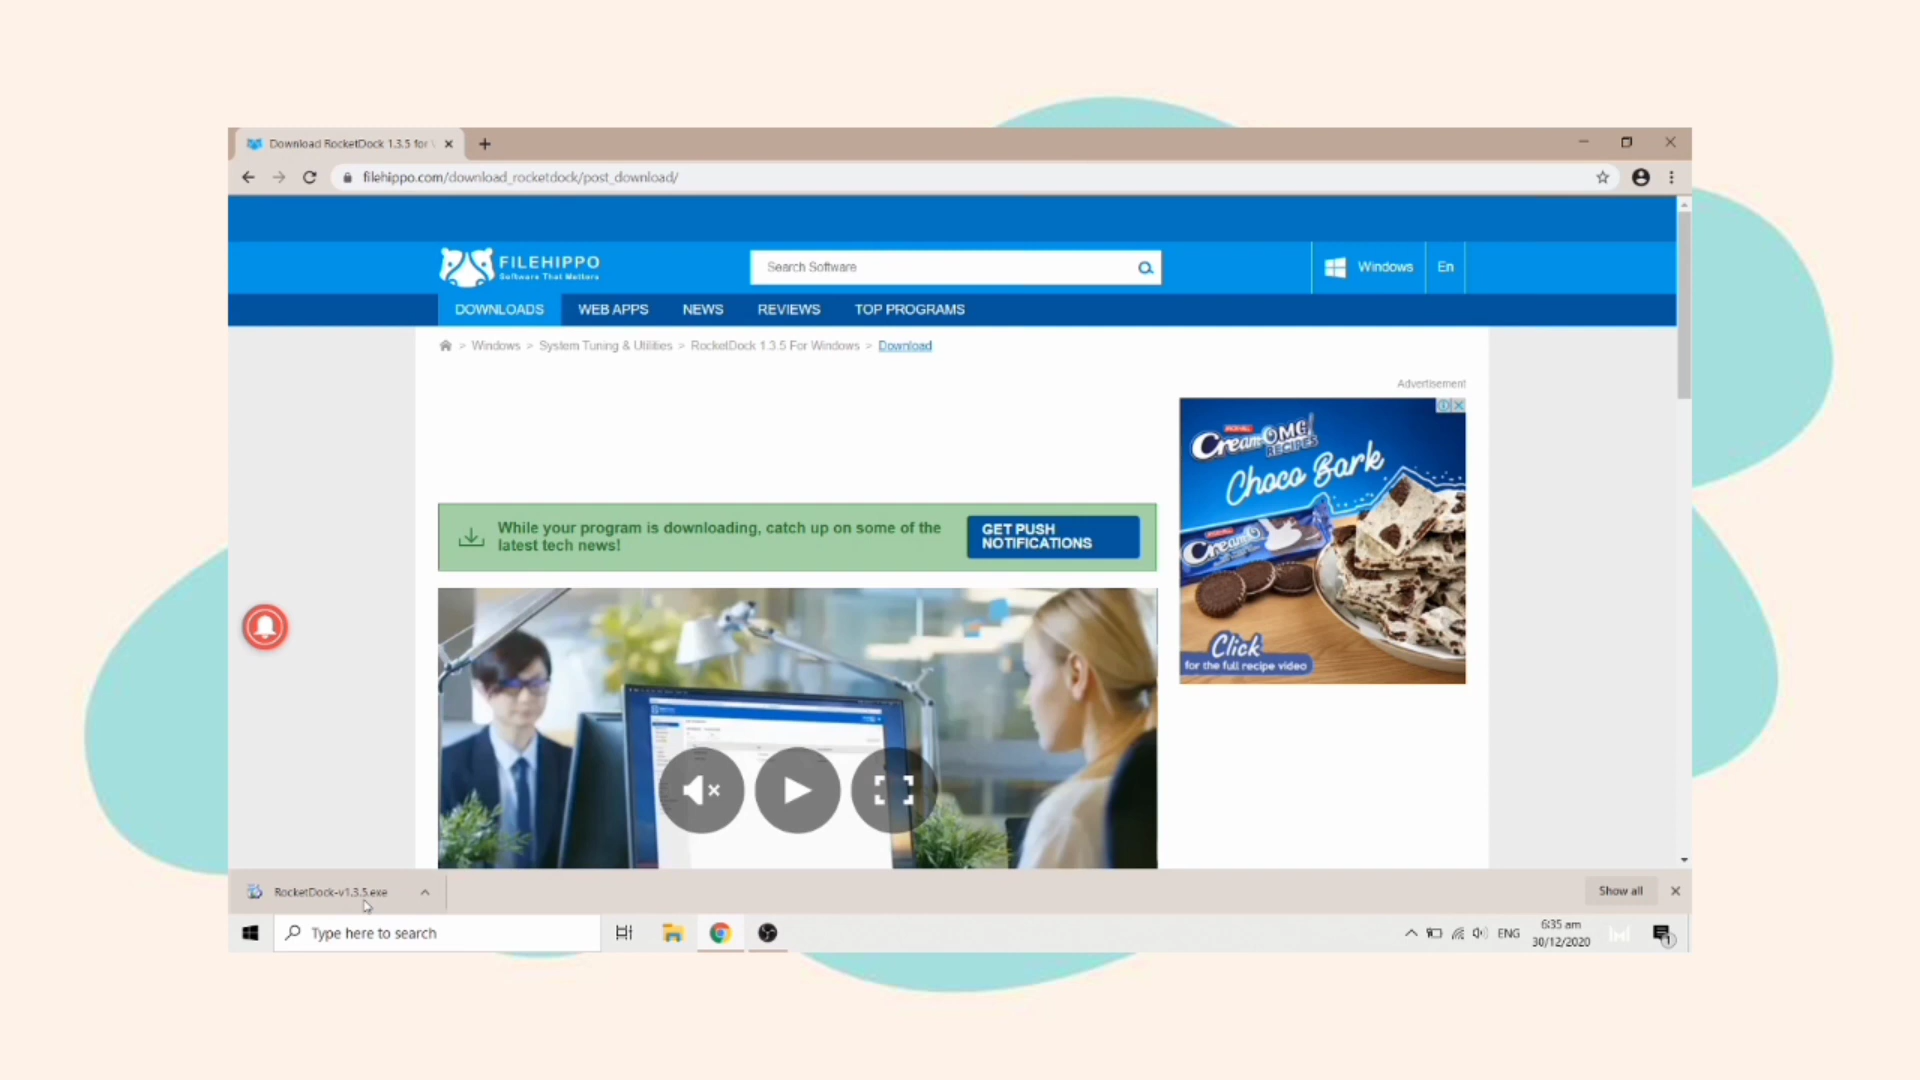 Download RocketDock 1.3.5 for
filehippo.com/download_rocketdock/post_download/
FILEHIPPO
Software That Matters
Search Software
Windows
En
DOWNLOADS
WEB APPS
NEWS
REVIEWS
TOP PROGRAMS
> Windows > System Tuning & Utilities > RocketDock 1.3.5 For Windows > Download
Advertisement
Cream-O OMG!
RECIPES
Choco Bark
Cream-O
Click
for the full recipe video
While your program is downloading, catch up on some of the
latest tech news!
GET PUSH
NOTIFICATIONS
RocketDock-v1.3.5.exe
Show all
Type here to search
ENG
6:35 am
30/12/2020
1